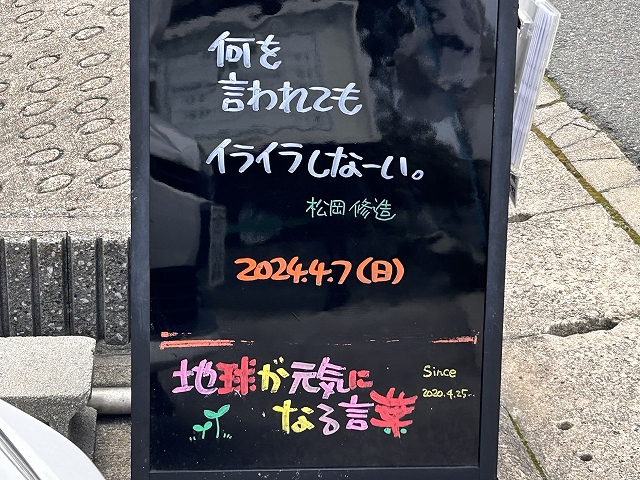 何を
言われても
イライラしなーい。
松岡修造
2024.4.7(日)
地球が元気に
なる言葉
Since
2020.4.25~